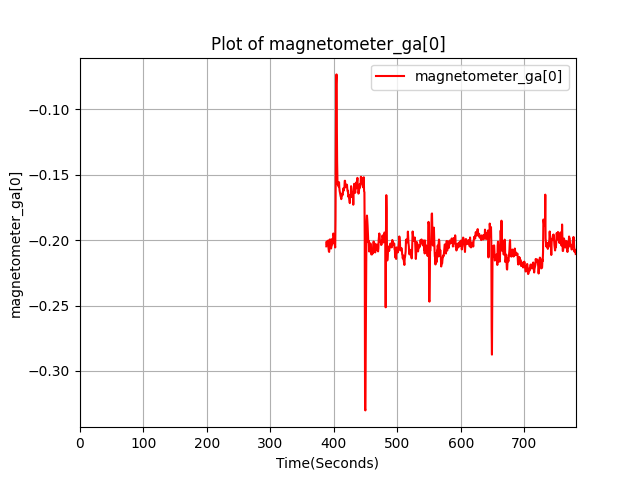 Plot of magnetometer_ga[0]
magnetometer_ga[0]
−0.10
−0.15
−0.20
−0.25
−0.30
magnetometer_ga[0]
0 100 200 300 400 500 600 700
Time(Seconds)